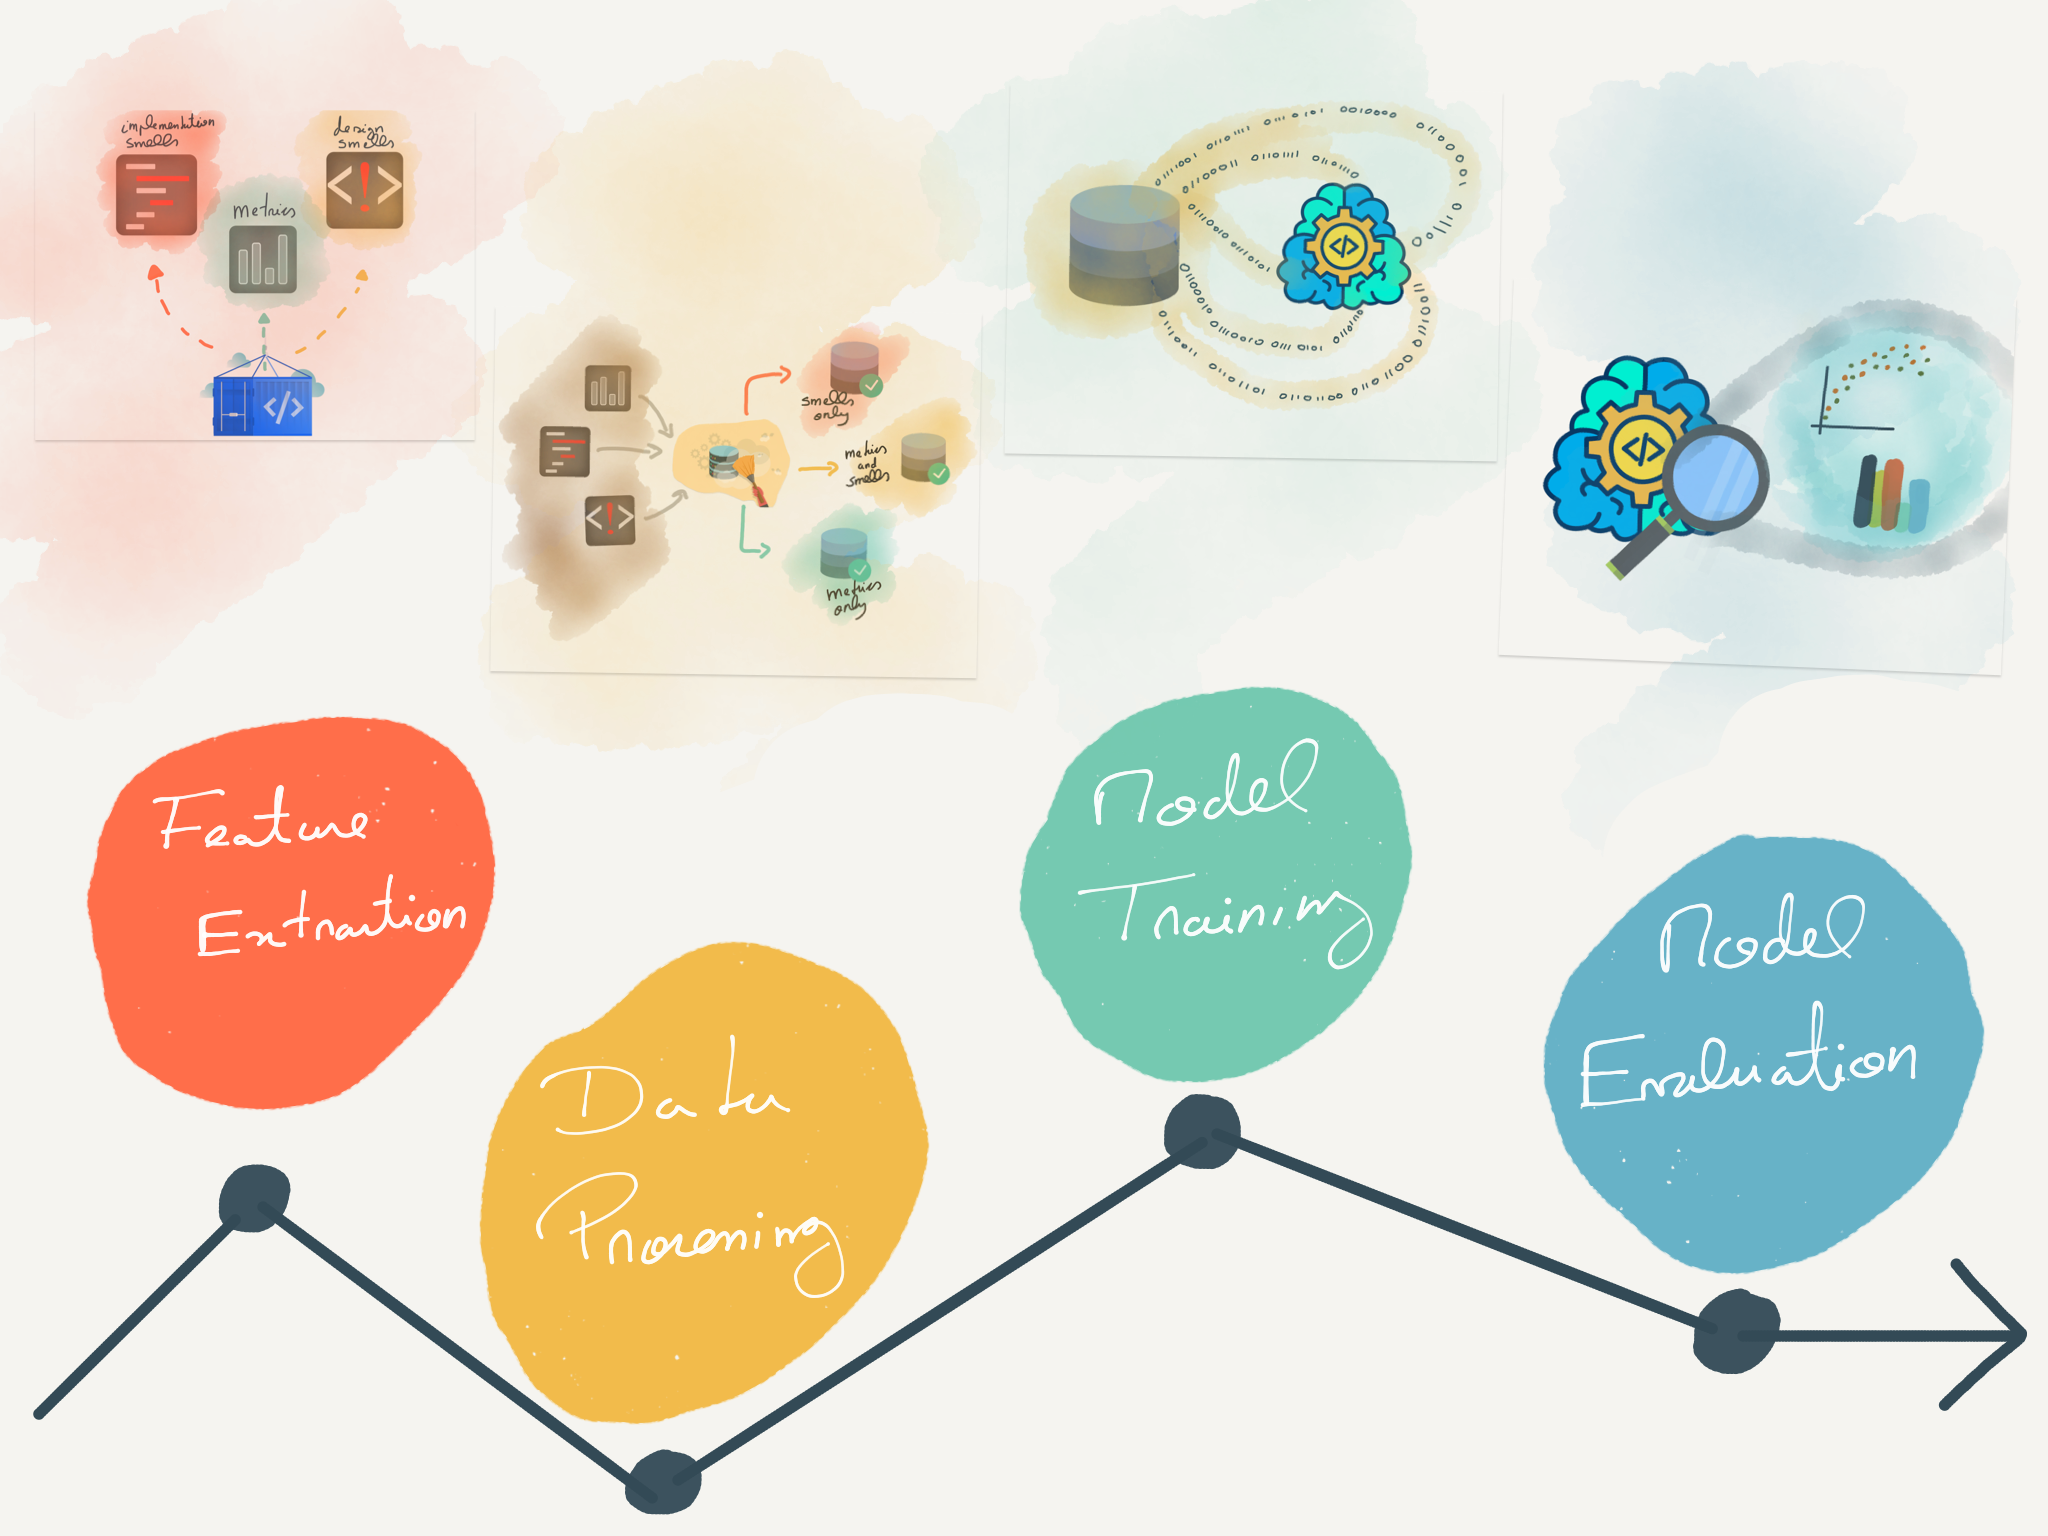 implementation
smells
design
smells
metrics
</>
<!>
smells
only
metrics
and
smells
<!>
metrics
only
</>
</>
Feature
Extraction
Data
Processing
Model
Training
Model
Evaluation